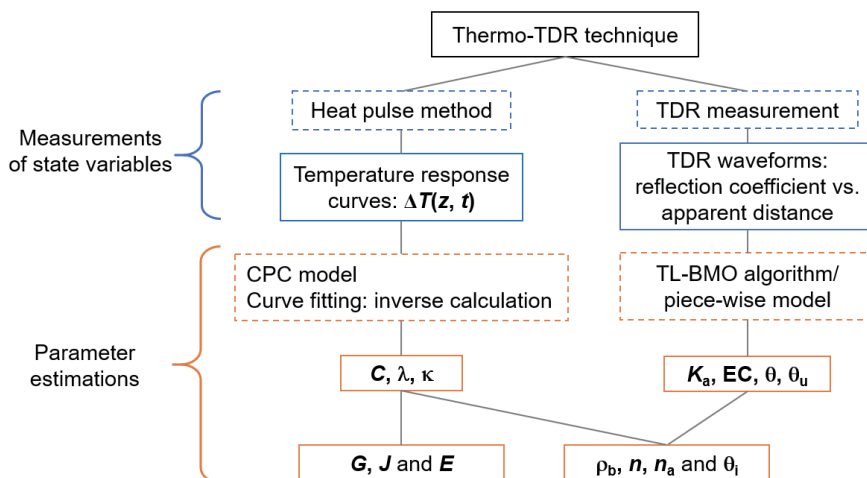 Thermo-TDR technique
Measurements
of state variables
Heat pulse method
TDR measurement
Temperature response
curves: ΔT(z, t)
TDR waveforms:
reflection coefficient vs.
apparent distance
Parameter
estimations
CPC model
Curve fitting: inverse calculation
TL-BMO algorithm/
piece-wise model
C, λ, κ
Kₐ, EC, θ, θᵤ
G, J and E
ρb, n, nₐ and θᵢ